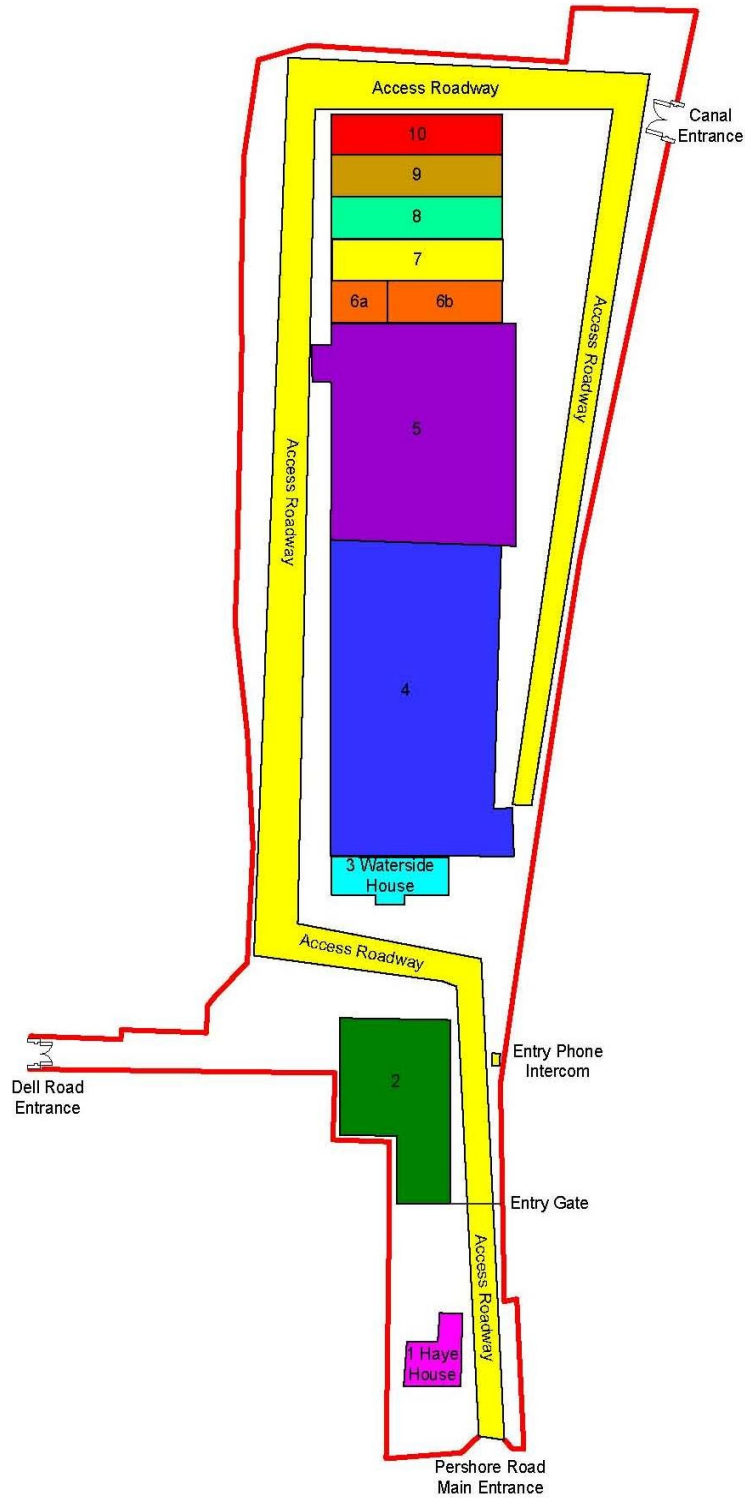 Access Roadway
Canal
Entrance
10
9
8
7
6a
6b
Access Roadway
5
Access Roadway
4
3 Waterside
House
Access Roadway
Entry Phone
Intercom
Dell Road
Entrance
2
Entry Gate
Access Roadway
1 Haye
House
Pershore Road
Main Entrance